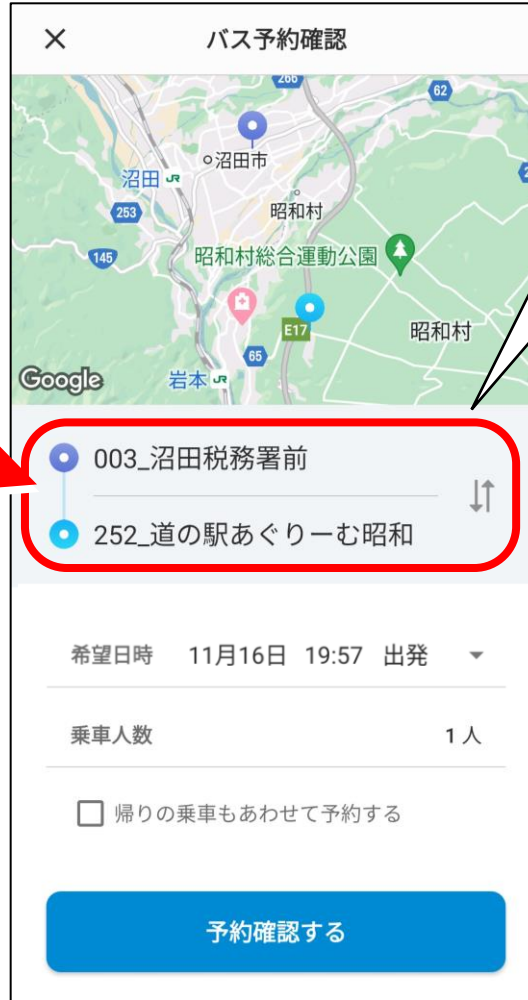 バス予約確認
266
62
沼田市
沼田 JR
253
昭和村
145
昭和村総合運動公園
E17
昭和村
65
岩本 JR
Google
003_沼田税務署前
252_道の駅あぐりーむ昭和
希望日時 11月16日 19:57 出発
乗車人数 1人
帰りの乗車もあわせて予約する
予約確認する